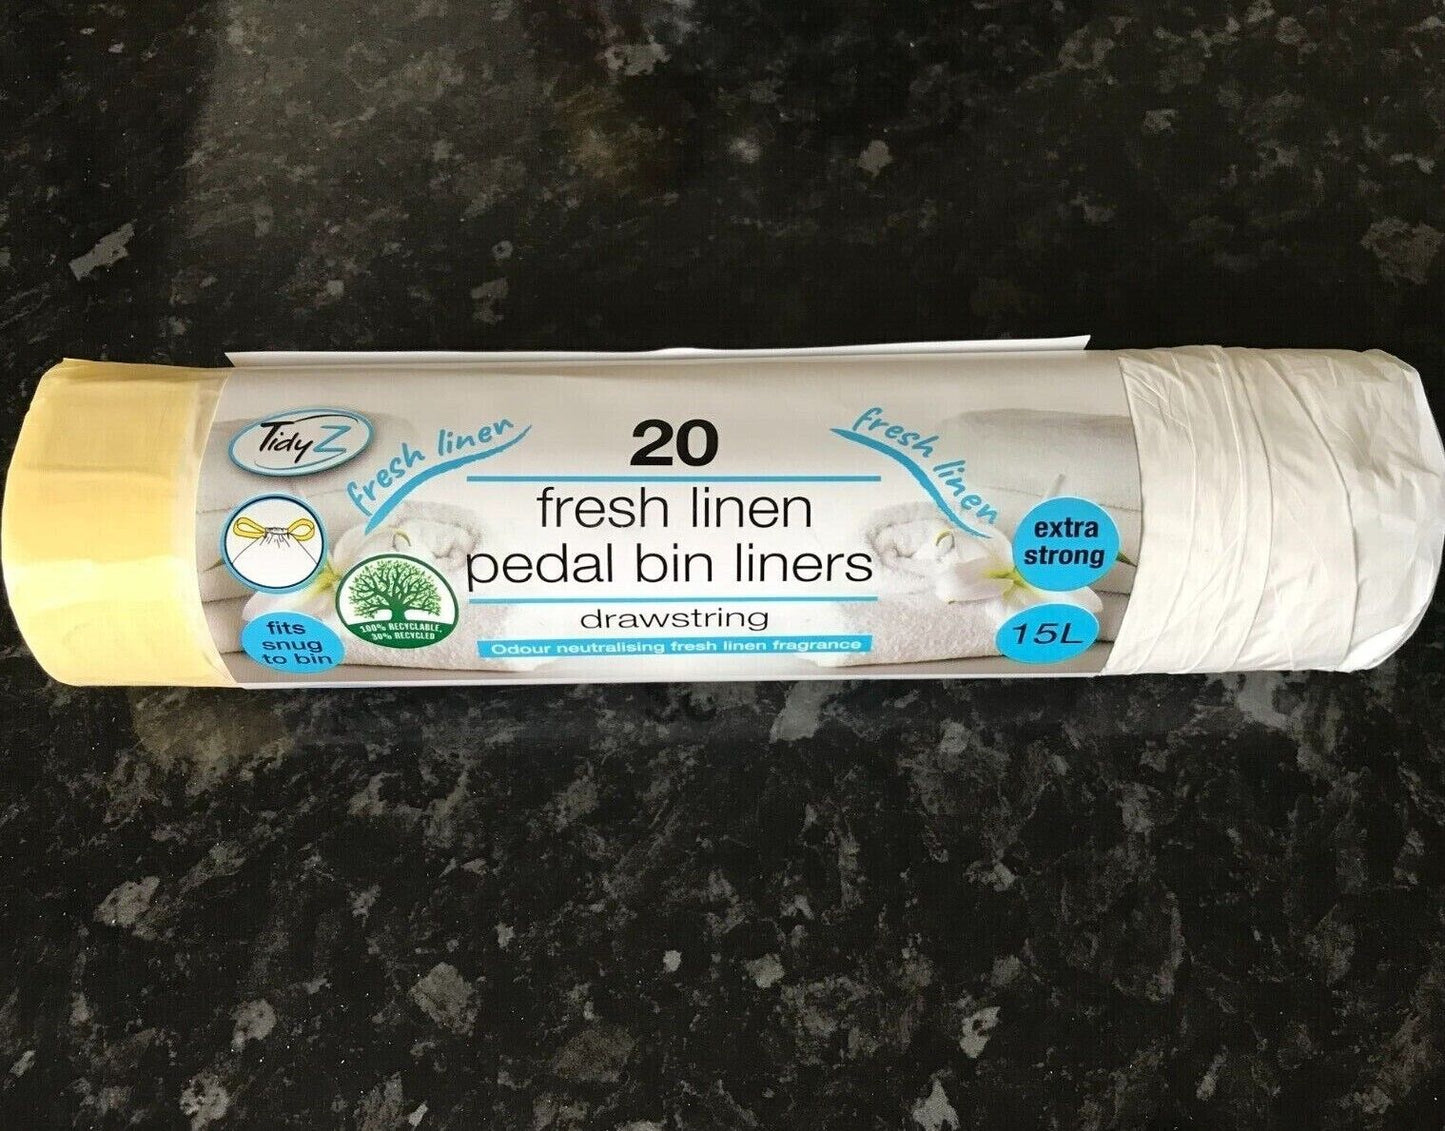 TidyZ
fresh linen
20
fresh linen
fresh linen
pedal bin liners
drawstring
Odour neutralising fresh linen fragrance
extra
strong
15L
100% RECYCLABLE,
30% RECYCLED
fits
snug
to bin